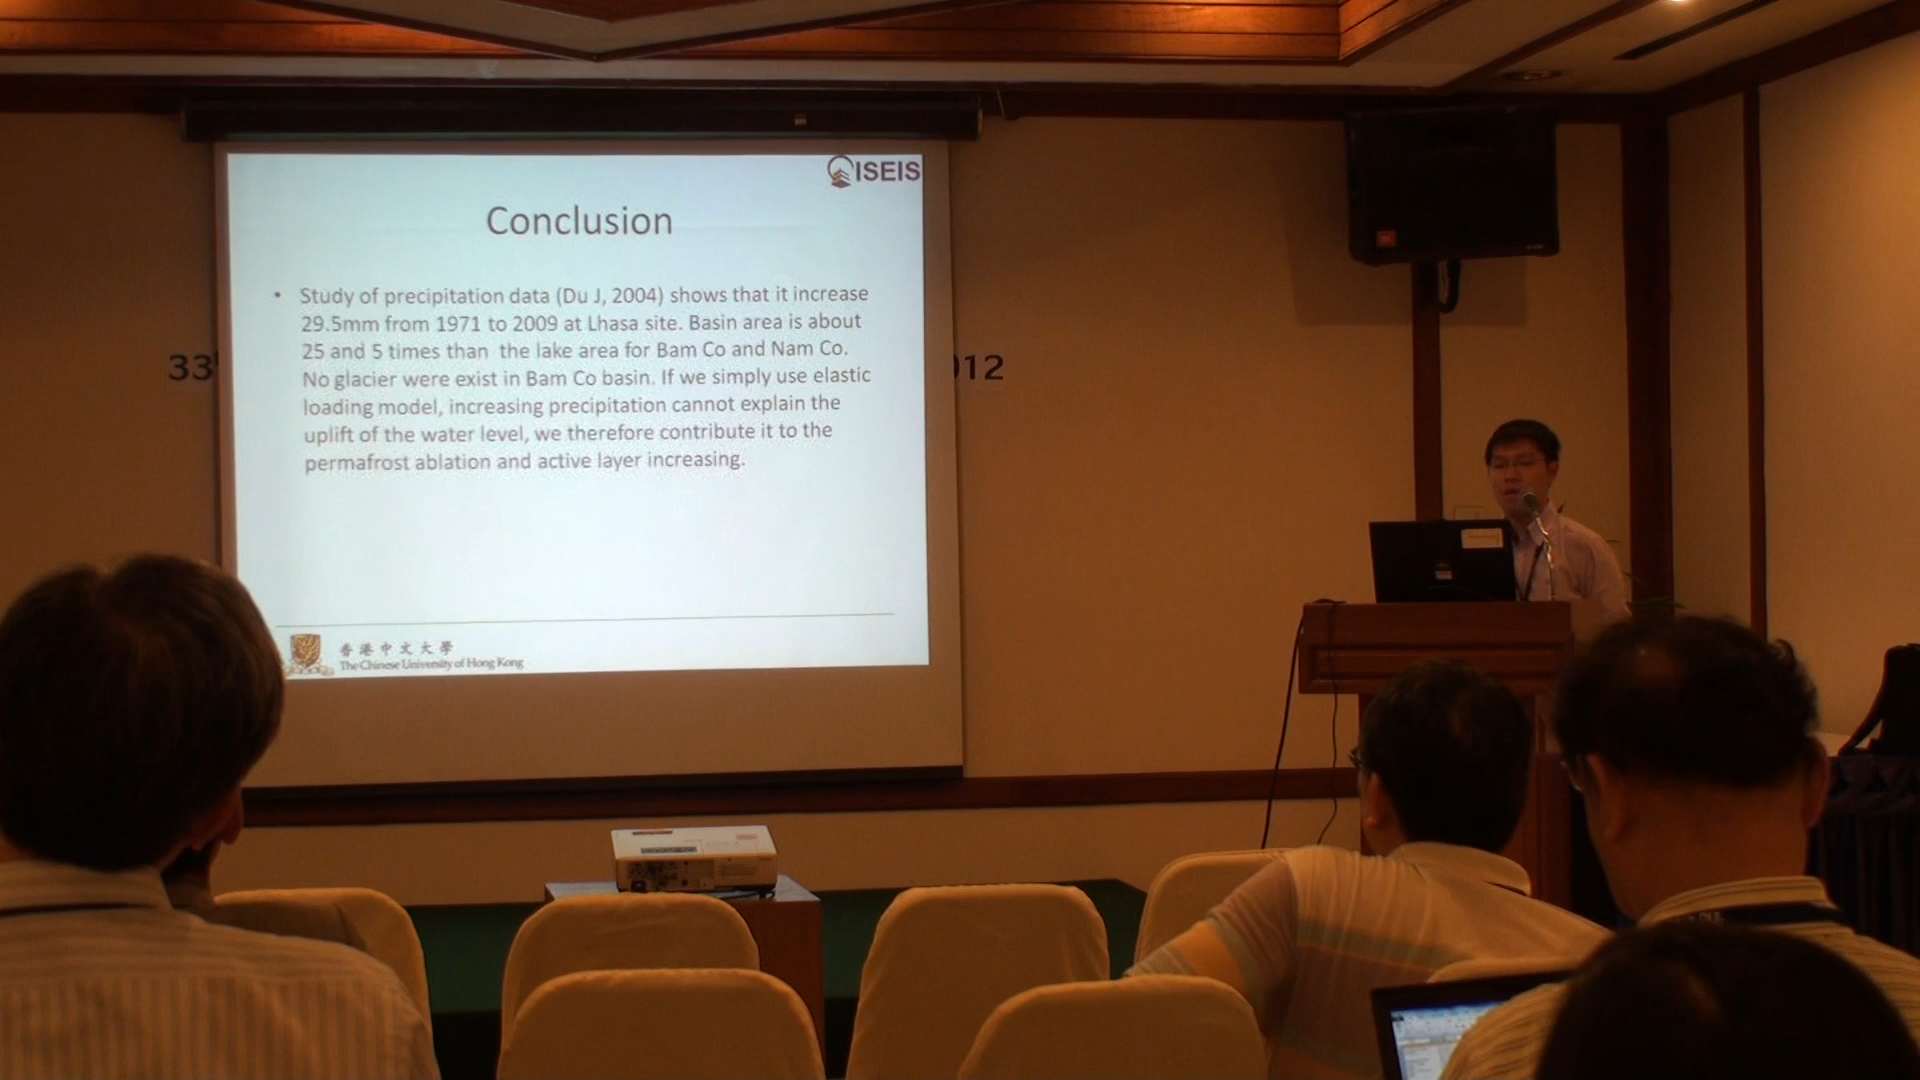 ISEIS
Conclusion
• Study of precipitation data (Du J, 2004) shows that it increase
29.5mm from 1971 to 2009 at Lhasa site. Basin area is about
25 and 5 times than the lake area for Bam Co and Nam Co.
No glacier were exist in Bam Co basin. If we simply use elastic
loading model, increasing precipitation cannot explain the
uplift of the water level, we therefore contribute it to the
permafrost ablation and active layer increasing.
33
12
香港中文大學
The Chinese University of Hong Kong